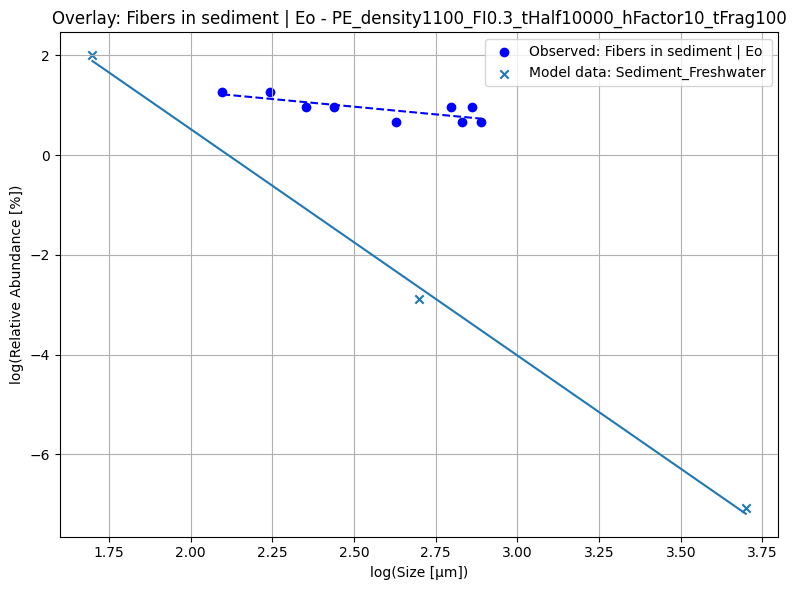 Overlay: Fibers in sediment | Eo - PE_density1100_FI0.3_tHalf10000_hFactor10_tFrag100
Observed: Fibers in sediment | Eo
Model data: Sediment_Freshwater
log(Relative Abundance [%])
2
0
−2
−4
−6
1.75 2.00 2.25 2.50 2.75 3.00 3.25 3.50 3.75
log(Size [μm])